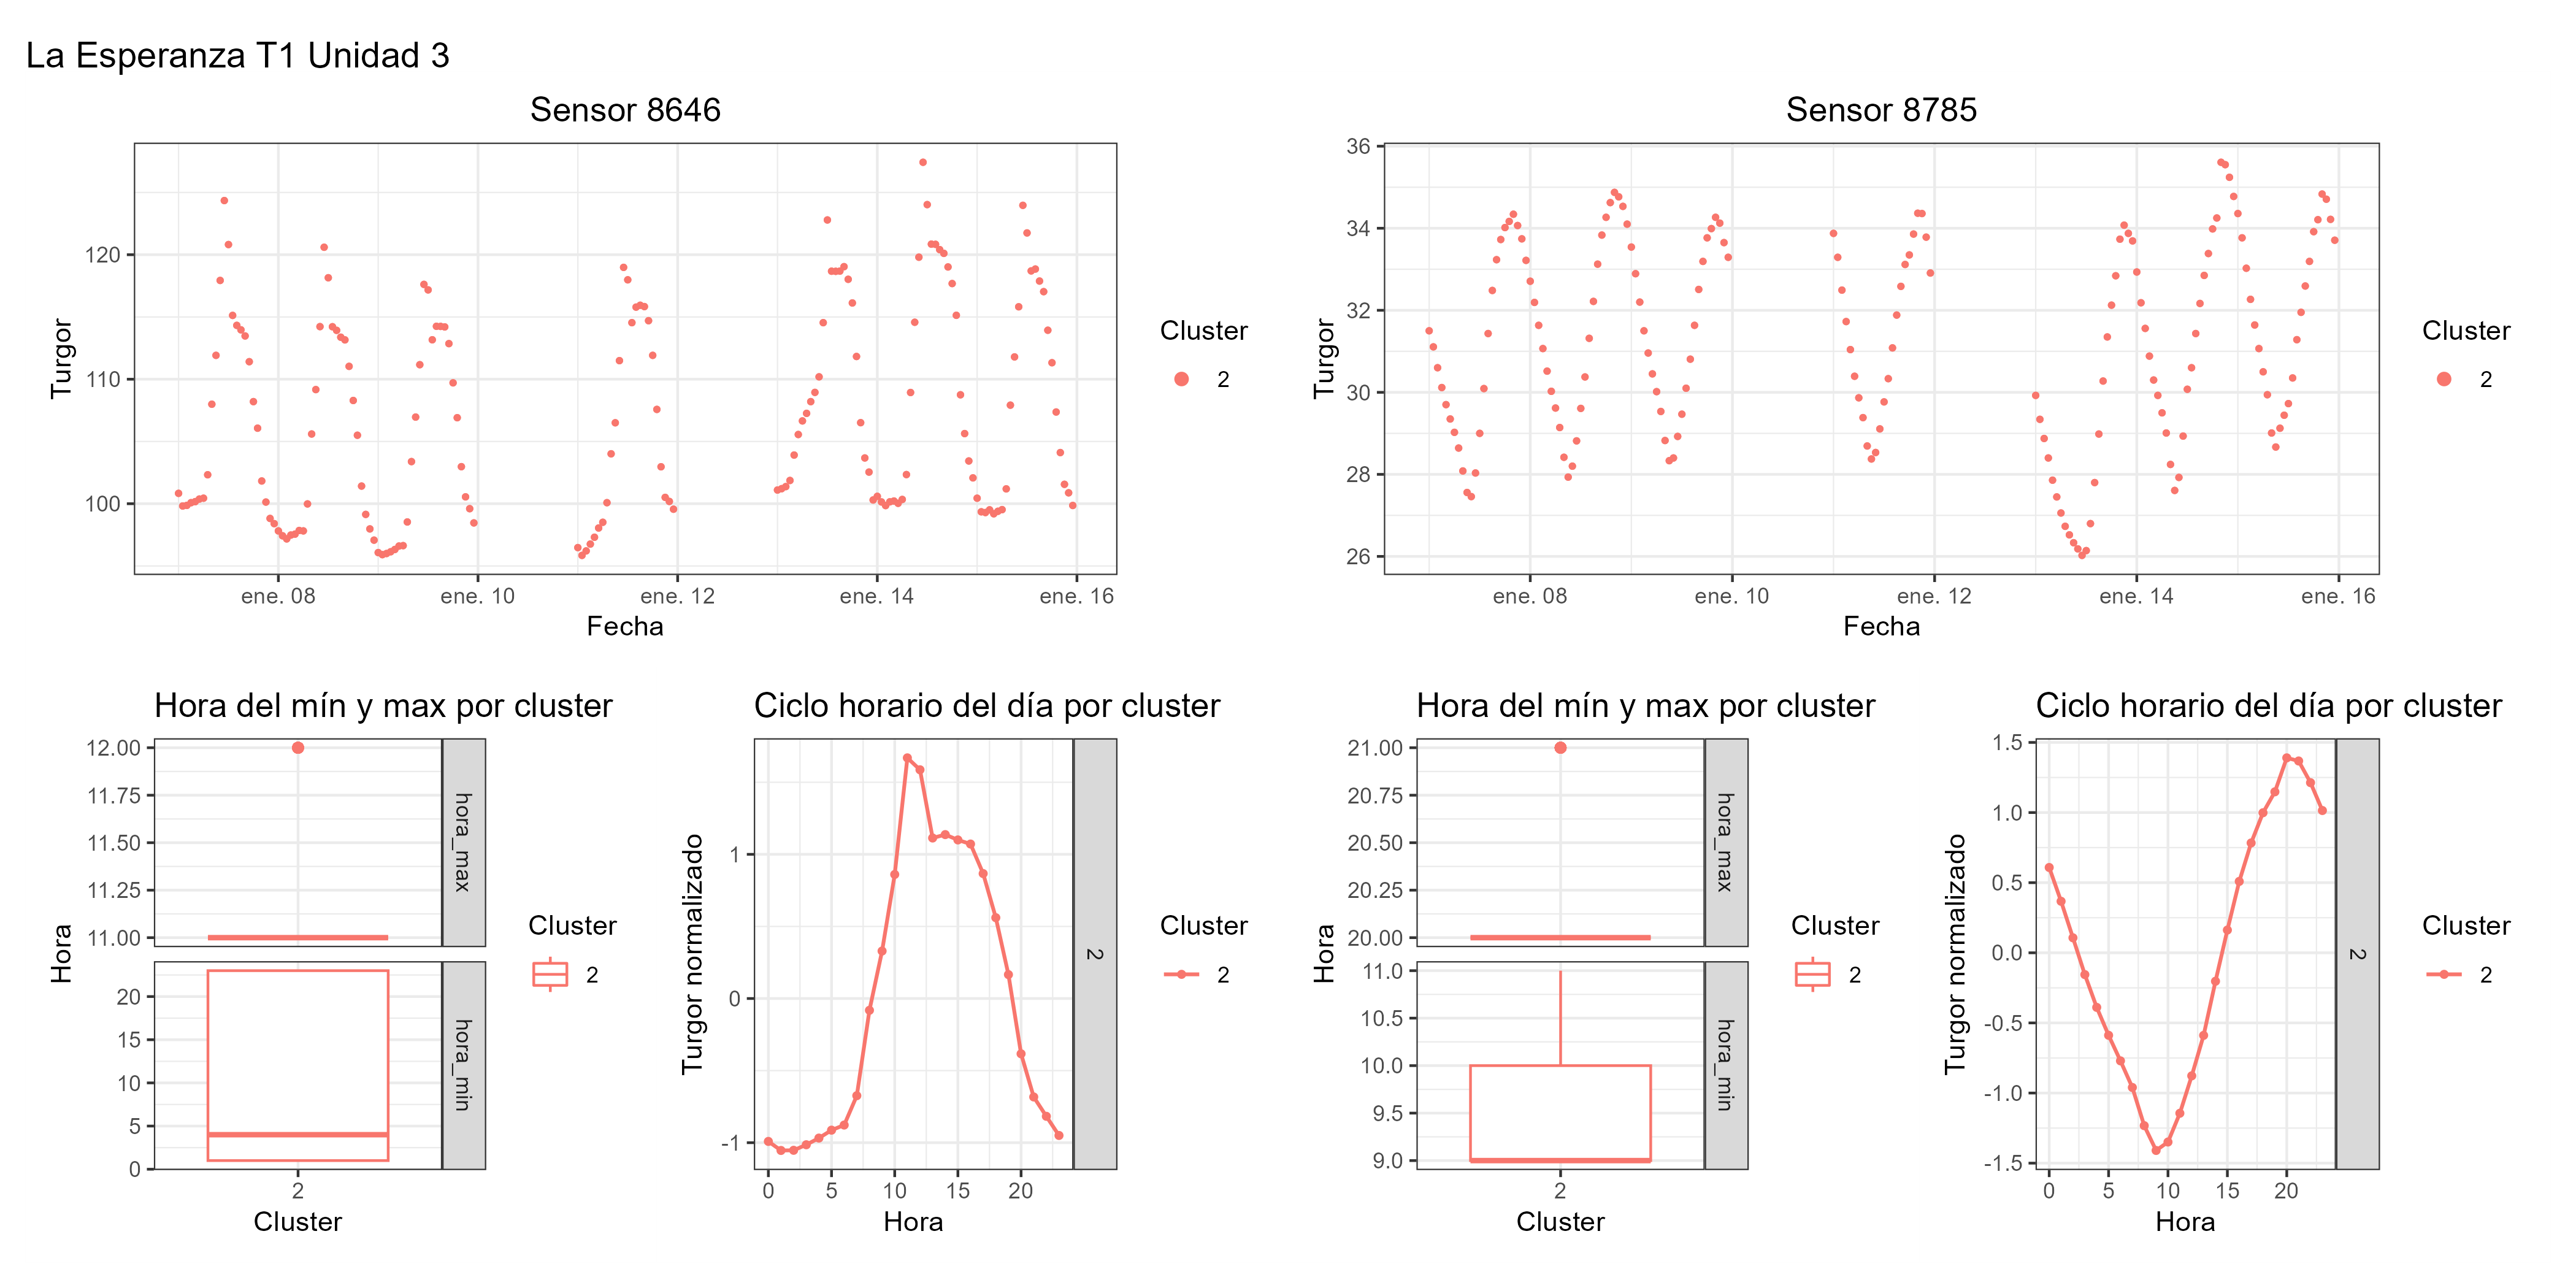 La Esperanza T1 Unidad 3
Sensor 8646
Turgor
120
110
100
ene. 08 ene. 10 ene. 12 ene. 14 ene. 16
Fecha
Cluster
2
Sensor 8785
Turgor
36
34
32
30
28
26
ene. 08 ene. 10 ene. 12 ene. 14 ene. 16
Fecha
Cluster
2
Hora del mín y max por cluster
Hora
12.00
11.75
11.50
11.25
11.00
hora_max
20
15
10
5
0
hora_min
2
Cluster
Cluster
2
Ciclo horario del día por cluster
Turgor normalizado
1
0
-1
0 5 10 15 20
Hora
2
Cluster
2
Hora del mín y max por cluster
Hora
21.00
20.75
20.50
20.25
20.00
hora_max
11.0
10.5
10.0
9.5
9.0
hora_min
2
Cluster
Cluster
2
Ciclo horario del día por cluster
Turgor normalizado
1.5
1.0
0.5
0.0
-0.5
-1.0
-1.5
0 5 10 15 20
Hora
2
Cluster
2